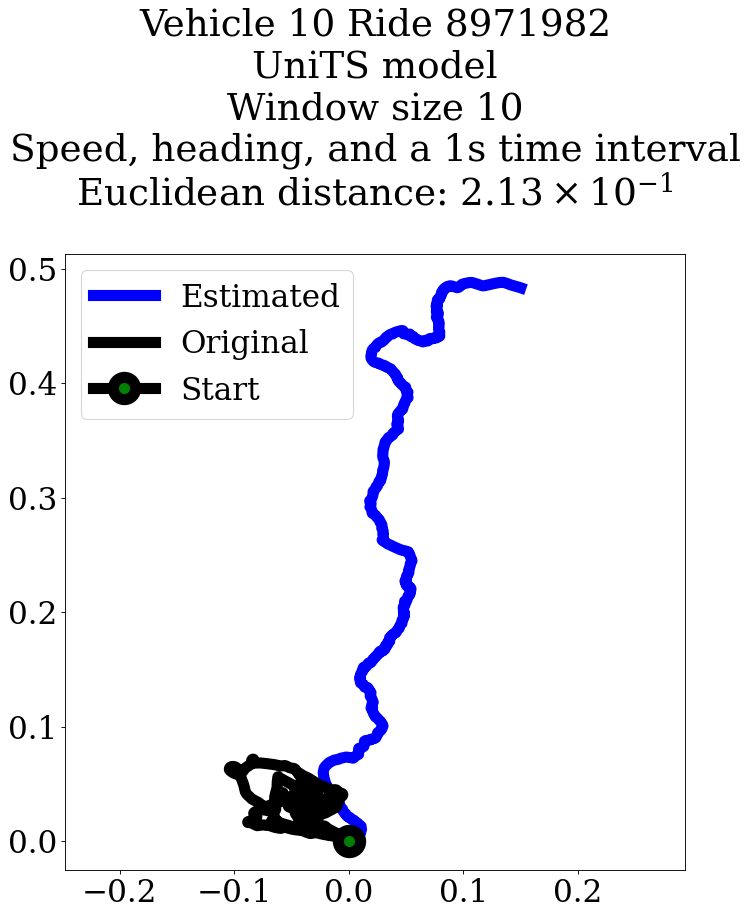 Vehicle 10 Ride 8971982
UniTS model
Window size 10
Speed, heading, and a 1s time interval
Euclidean distance: 2.13 × 10⁻¹
Estimated
Original
Start
0.5
0.4
0.3
0.2
0.1
0.0
−0.2 −0.1 0.0 0.1 0.2